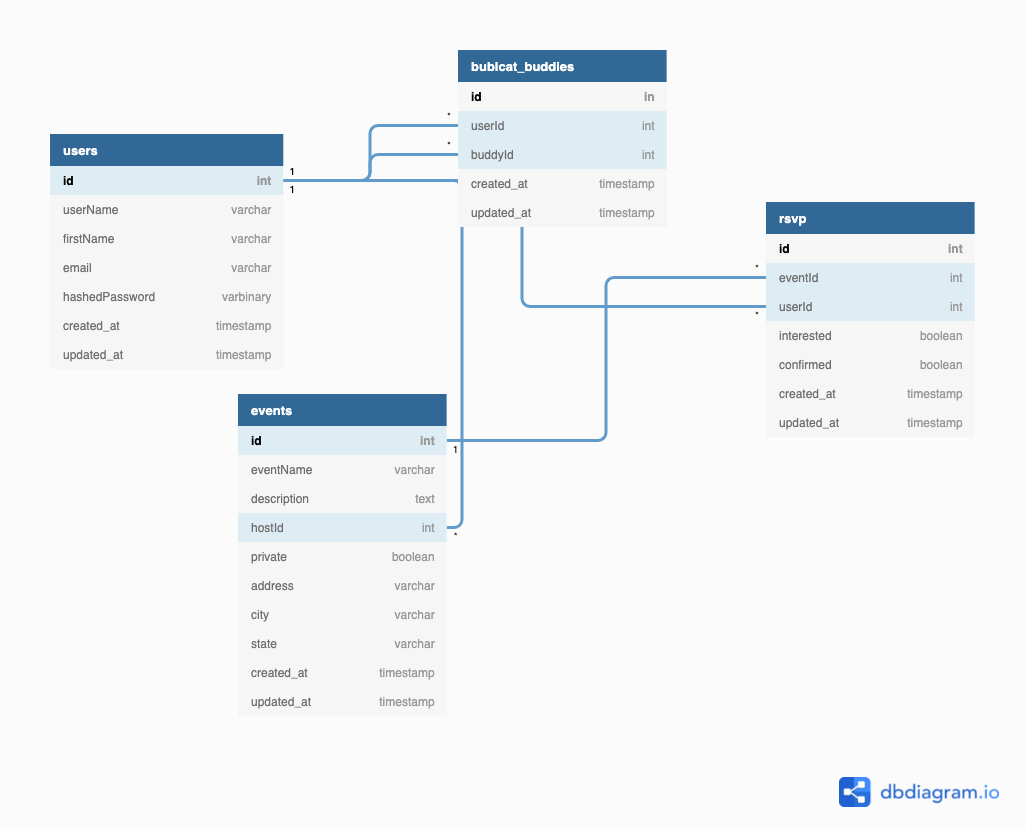 bubicat_buddies
id in
userId int
buddyId int
created_at timestamp
updated_at timestamp
*
*
users
id int
userName varchar
firstName varchar
email varchar
hashedPassword varbinary
created_at timestamp
updated_at timestamp
1
1
rsvp
id int
eventId int
userId int
interested boolean
confirmed boolean
created_at timestamp
updated_at timestamp
*
*
events
id int
eventName varchar
description text
hostId int
private boolean
address varchar
city varchar
state varchar
created_at timestamp
updated_at timestamp
1
*
dbdiagram.io